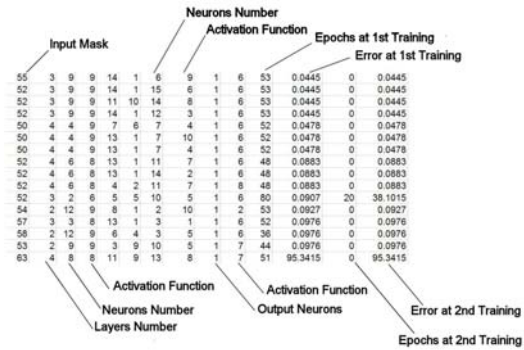 Neurons Number
Activation Function
Input Mask
Epochs at 1st Training
Error at 1st Training
55 3 9 9 14 1 6 9 1 6 53 0.0445 0 0.0445
52 3 9 9 14 1 15 6 1 6 53 0.0445 0 0.0445
52 3 9 9 11 10 14 8 1 6 53 0.0445 0 0.0445
52 3 9 9 14 1 12 3 1 6 53 0.0445 0 0.0445
50 4 4 9 7 6 7 4 1 6 52 0.0478 0 0.0478
50 4 4 9 13 1 7 10 1 6 52 0.0478 0 0.0478
50 4 4 9 13 1 7 4 1 6 52 0.0478 0 0.0478
52 4 6 8 13 1 11 7 1 6 48 0.0883 0 0.0883
52 4 6 8 13 1 14 2 1 6 48 0.0883 0 0.0883
52 4 6 8 4 2 11 7 1 8 48 0.0883 0 0.0883
52 3 2 6 5 5 10 5 1 6 80 0.0907 20 38.1015
54 2 12 9 8 1 2 10 1 2 53 0.0927 0 0.0927
57 3 3 8 13 1 3 1 1 6 52 0.0976 0 0.0976
58 2 12 9 6 4 3 5 1 6 36 0.0976 0 0.0976
53 2 9 9 3 9 10 5 1 7 44 0.0976 0 0.0976
63 4 8 8 11 9 13 8 1 7 51 95.3415 0 95.3415
Activation Function
Activation Function
Neurons Number
Output Neurons
Error at 2nd Training
Layers Number
Epochs at 2nd Training